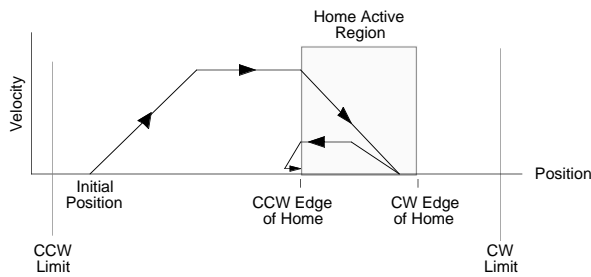 Home Active
Region
Velocity
Position
Initial
Position
CCW Edge
of Home
CW Edge
of Home
CCW
Limit
CW
Limit